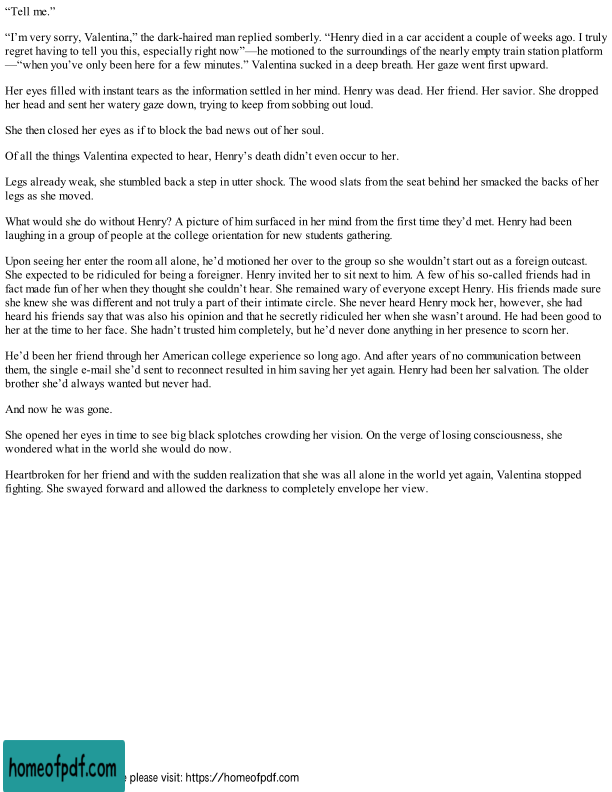 “Tell me.”
“I’m very sorry, Valentina,” the dark-haired man replied somberly. “Henry died in a car accident a couple of weeks ago. I truly
regret having to tell you this, especially right now”—he motioned to the surroundings of the nearly empty train station platform
—“when you’ve only been here for a few minutes.” Valentina sucked in a deep breath. Her gaze went first upward.
Her eyes filled with instant tears as the information settled in her mind. Henry was dead. Her friend. Her savior. She dropped
her head and sent her watery gaze down, trying to keep from sobbing out loud.
She then closed her eyes as if to block the bad news out of her soul.
Of all the things Valentina expected to hear, Henry’s death didn’t even occur to her.
Legs already weak, she stumbled back a step in utter shock. The wood slats from the seat behind her smacked the backs of her
legs as she moved.
What would she do without Henry? A picture of him surfaced in her mind from the first time they’d met. Henry had been
laughing in a group of people at the college orientation for new students gathering.
Upon seeing her enter the room all alone, he’d motioned her over to the group so she wouldn’t start out as a foreign outcast.
She expected to be ridiculed for being a foreigner. Henry invited her to sit next to him. A few of his so-called friends had in
fact made fun of her when they thought she couldn’t hear. She remained wary of everyone except Henry. His friends made sure
she knew she was different and not truly a part of their intimate circle. She never heard Henry mock her, however, she had
heard his friends say that was also his opinion and that he secretly ridiculed her when she wasn’t around. He had been good to
her at the time to her face. She hadn’t trusted him completely, but he’d never done anything in her presence to scorn her.
He’d been her friend through her American college experience so long ago. And after years of no communication between
them, the single e-mail she’d sent to reconnect resulted in him saving her yet again. Henry had been her salvation. The older
brother she’d always wanted but never had.
And now he was gone.
She opened her eyes in time to see big black splotches crowding her vision. On the verge of losing consciousness, she
wondered what in the world she would do now.
Heartbroken for her friend and with the sudden realization that she was all alone in the world yet again, Valentina stopped
fighting. She swayed forward and allowed the darkness to completely envelope her view.
homeofpdf.com please visit: https://homeofpdf.com